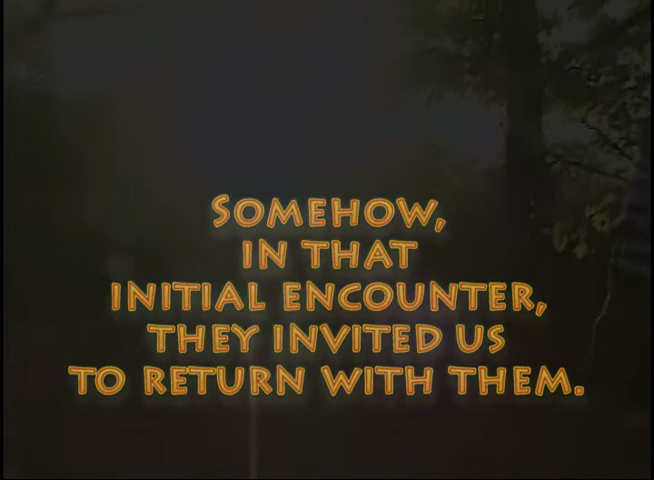 SOMEHOW,
IN THAT
INITIAL ENCOUNTER,
THEY INVITED US
TO RETURN WITH THEM.